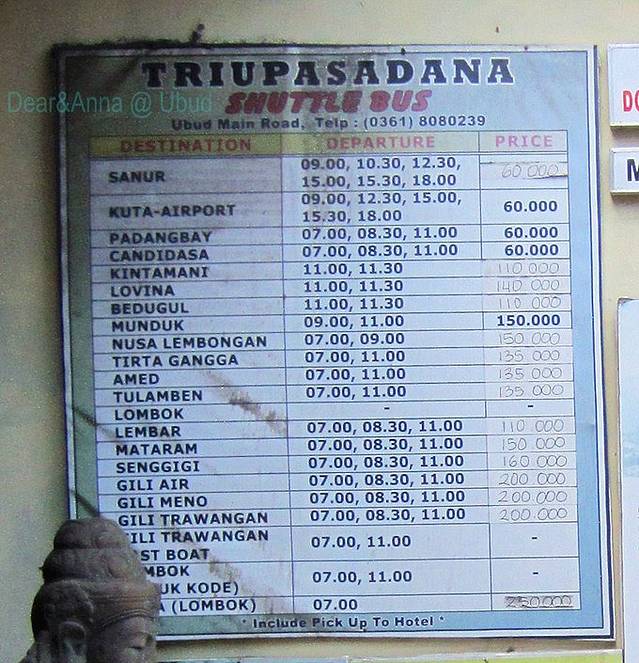 TRIUPASADANA
Dear&Anna @ Ubud
SHUTTLE BUS
Ubud Main Road, Telp : (0361) 8080239
DESTINATION DEPARTURE PRICE
SANUR 09.00, 10.30, 12.30, 15.00, 15.30, 18.00 60.000
KUTA-AIRPORT 09.00, 12.30, 15.00, 15.30, 18.00 60.000
PADANGBAY 07.00, 08.30, 11.00 60.000
CANDIDASA 07.00, 08.30, 11.00 60.000
KINTAMANI 11.00, 11.30 110 000
LOVINA 11.00, 11.30 140 000
BEDUGUL 11.00, 11.30 110 000
MUNDUK 09.00, 11.00 150.000
NUSA LEMBONGAN 07.00, 09.00 150 000
TIRTA GANGGA 07.00, 11.00 135 000
AMED 07.00, 11.00 135 000
TULAMBEN 07.00, 11.00 135 000
LOMBOK - -
LEMBAR 07.00, 08.30, 11.00 110 000
MATARAM 07.00, 08.30, 11.00 150 000
SENGGIGI 07.00, 08.30, 11.00 160 000
GILI AIR 07.00, 08.30, 11.00 200 000
GILI MENO 07.00, 08.30, 11.00 200.000
GILI TRAWANGAN 07.00, 08.30, 11.00 200.000
GILI TRAWANGAN
BOAT 07.00, 11.00 -
KODE) 07.00, 11.00 -
(LOMBOK) 07.00 250000
* Include Pick Up To Hotel *